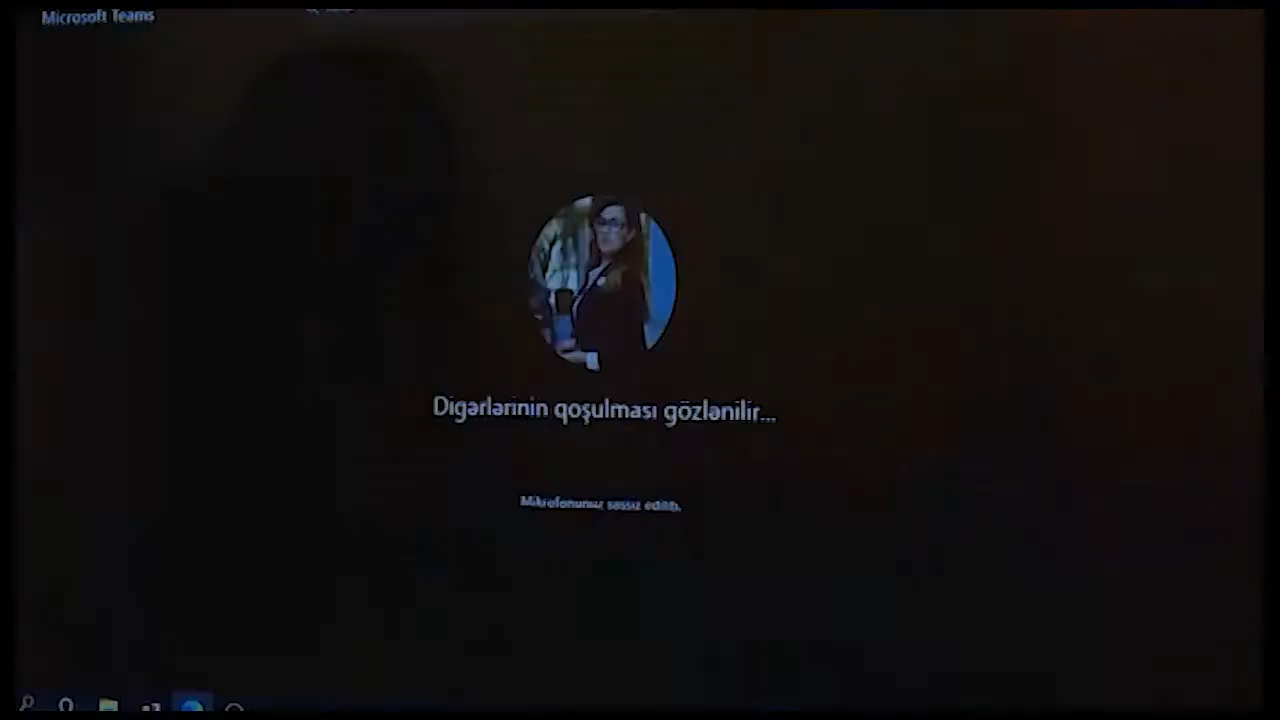 Microsoft Teams
Digərlərinin qoşulması gözlənilir...
Mikrofonunuz səssiz edilib.